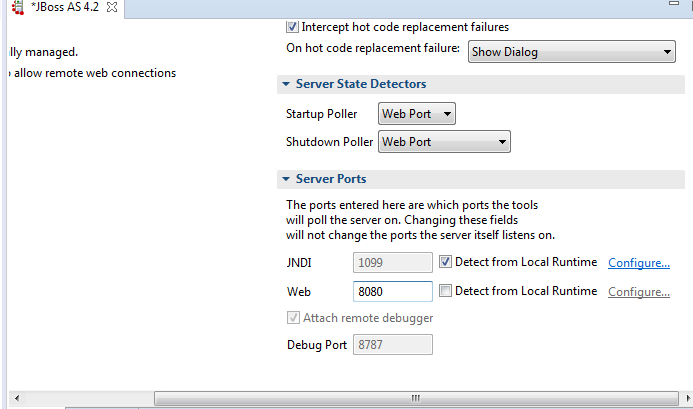 *JBoss AS 4.2
Intercept hot code replacement failures
lly managed.
On hot code replacement failure: Show Dialog
allow remote web connections
Server State Detectors
Startup Poller Web Port
Shutdown Poller Web Port
Server Ports
The ports entered here are which ports the tools
will poll the server on. Changing these fields
will not change the ports the server itself listens on.
JNDI 1099 Detect from Local Runtime Configure...
Web 8080 Detect from Local Runtime Configure...
Attach remote debugger
Debug Port 8787